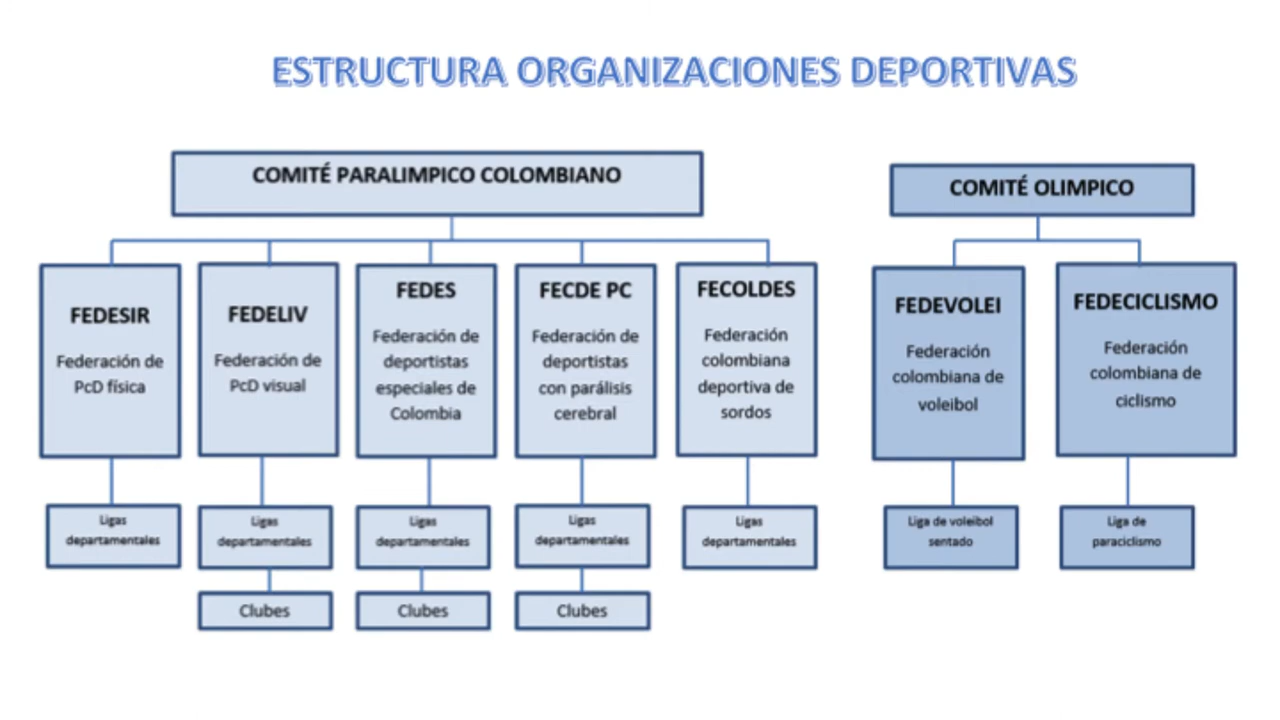 ESTRUCTURA ORGANIZACIONES DEPORTIVAS
COMITÉ PARALIMPICO COLOMBIANO
COMITÉ OLIMPICO
FEDESIR
Federación de
PcD física
FEDELIV
Federación de
PcD visual
FEDES
Federación de
deportistas
especiales de
Colombia
FECDE PC
Federación de
deportistas
con parálisis
cerebral
FECOLDES
Federación
colombiana
deportiva de
sordos
FEDEVOLEI
Federación
colombiana de
voleibol
FEDECICLISMO
Federación
colombiana de
ciclismo
Ligas
departamentales
Ligas
departamentales
Ligas
departamentales
Ligas
departamentales
Ligas
departamentales
Liga de voleibol
sentado
Liga de
paraciclismo
Clubes
Clubes
Clubes